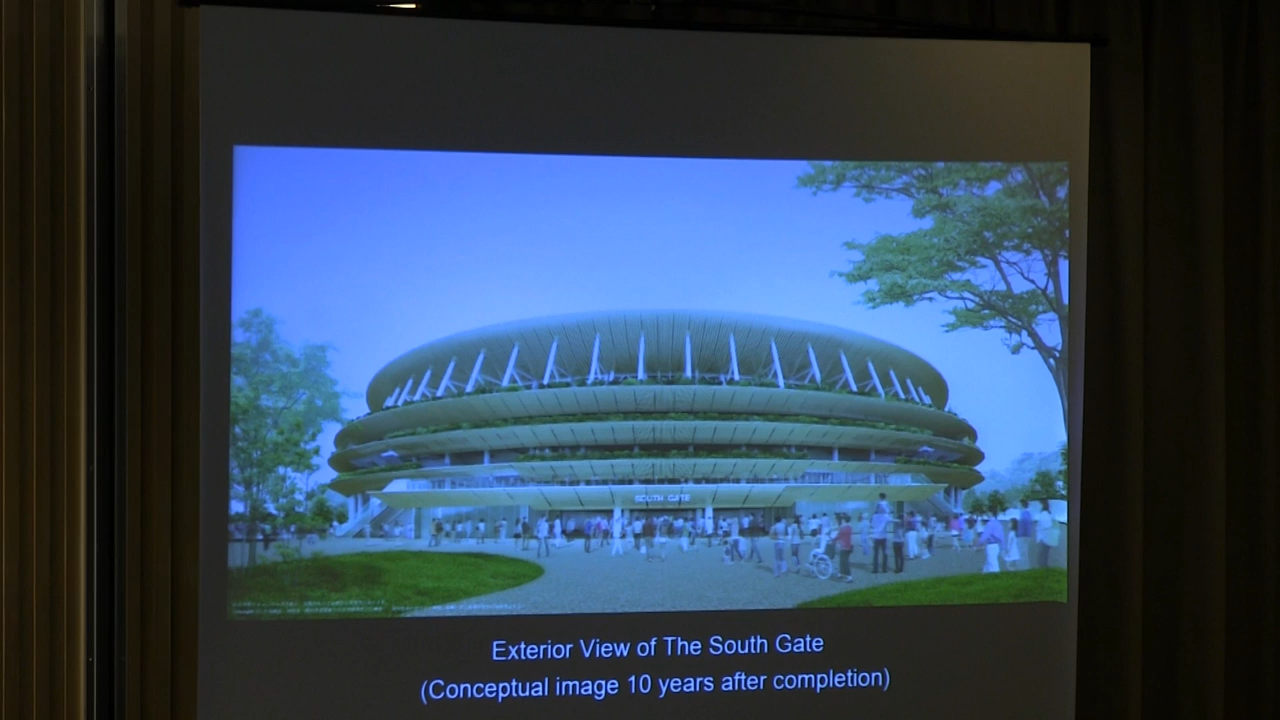 SOUTH GATE
Exterior View of The South Gate
(Conceptual image 10 years after completion)